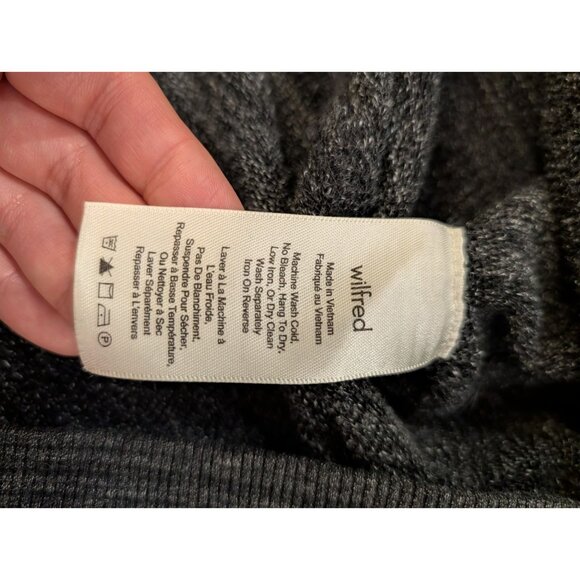 wilfred
Made in Vietnam
Fabriqué au Vietnam
Machine Wash Cold,
No Bleach, Hang To Dry,
Low Iron, Or Dry Clean
Wash Separately
Iron On Reverse
Laver à La Machine à
L'eau Froide,
Pas De Blanchiment,
Suspendre Pour Sécher,
Repasser à Basse Température,
Ou Nettoyer à Sec
Laver Séparément
Repasser à L'envers
P